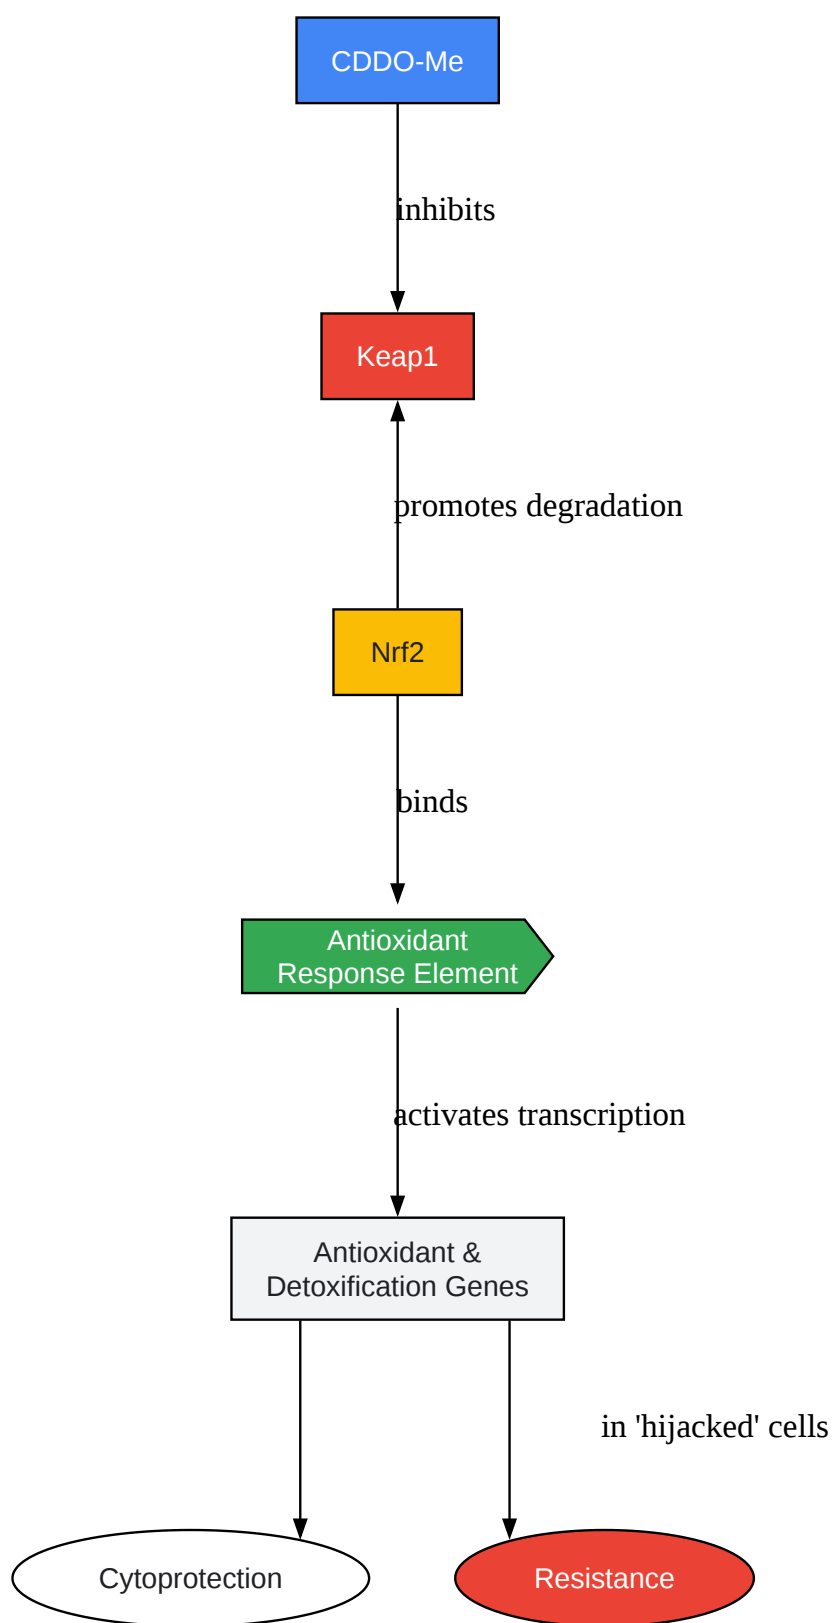 CDDO-Me
inhibits
Keap1
promotes degradation
Nrf2
binds
Antioxidant
Response Element
activates transcription
Antioxidant &
Detoxification Genes
in 'hijacked' cells
Cytoprotection
Resistance